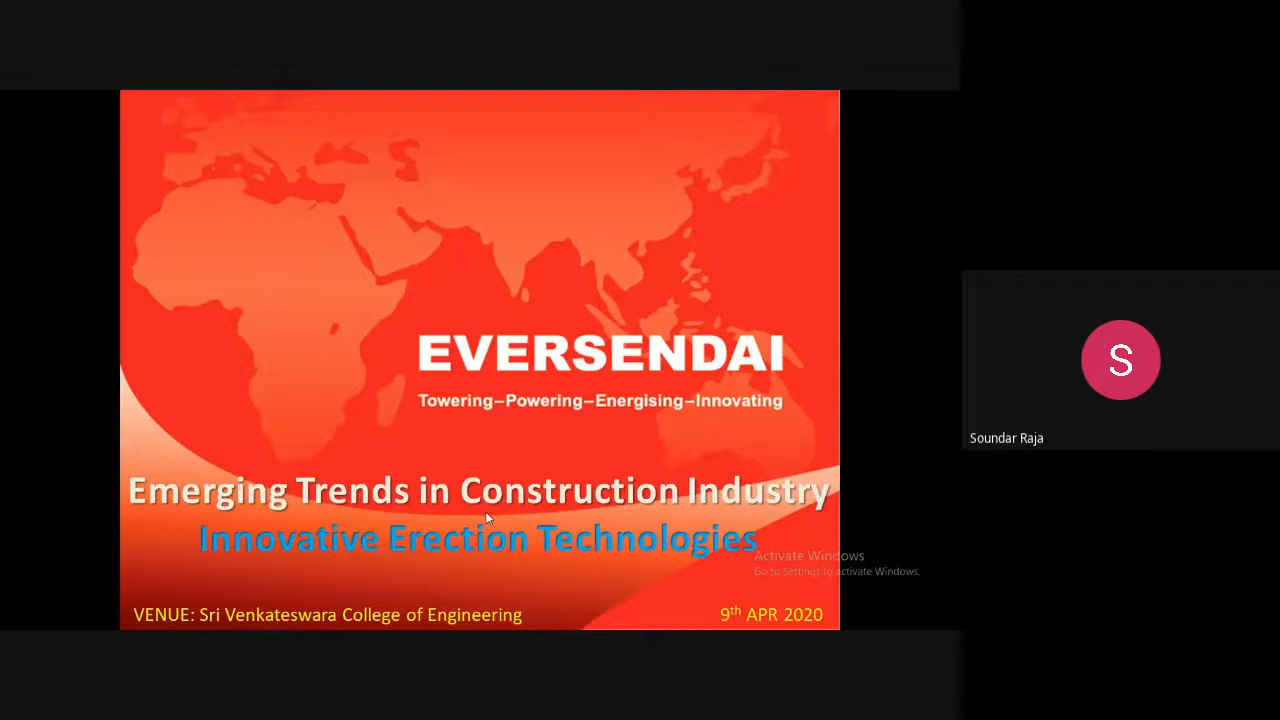 EVERSENDAI
Towering–Powering–Energising–Innovating
Emerging Trends in Construction Industry
Innovative Erection Technologies
Activate Windows
Go to Settings to activate Windows.
VENUE: Sri Venkateswara College of Engineering
9th APR 2020
S
Soundar Raja